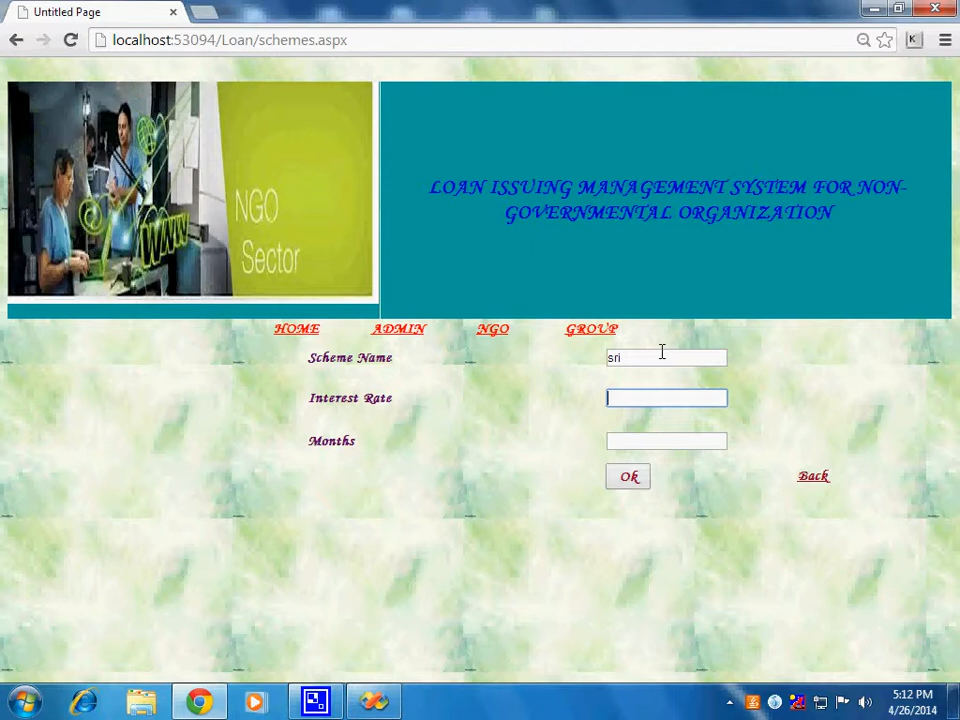 Untitled Page
localhost:53094/Loan/schemes.aspx
K
NGO
Sector
LOAN ISSUING MANAGEMENT SYSTEM FOR NON-
GOVERNMENTAL ORGANIZATION
HOME ADMIN NGO GROUP
Scheme Name sri
Interest Rate
Months
Ok Back
5:12 PM
4/26/2014